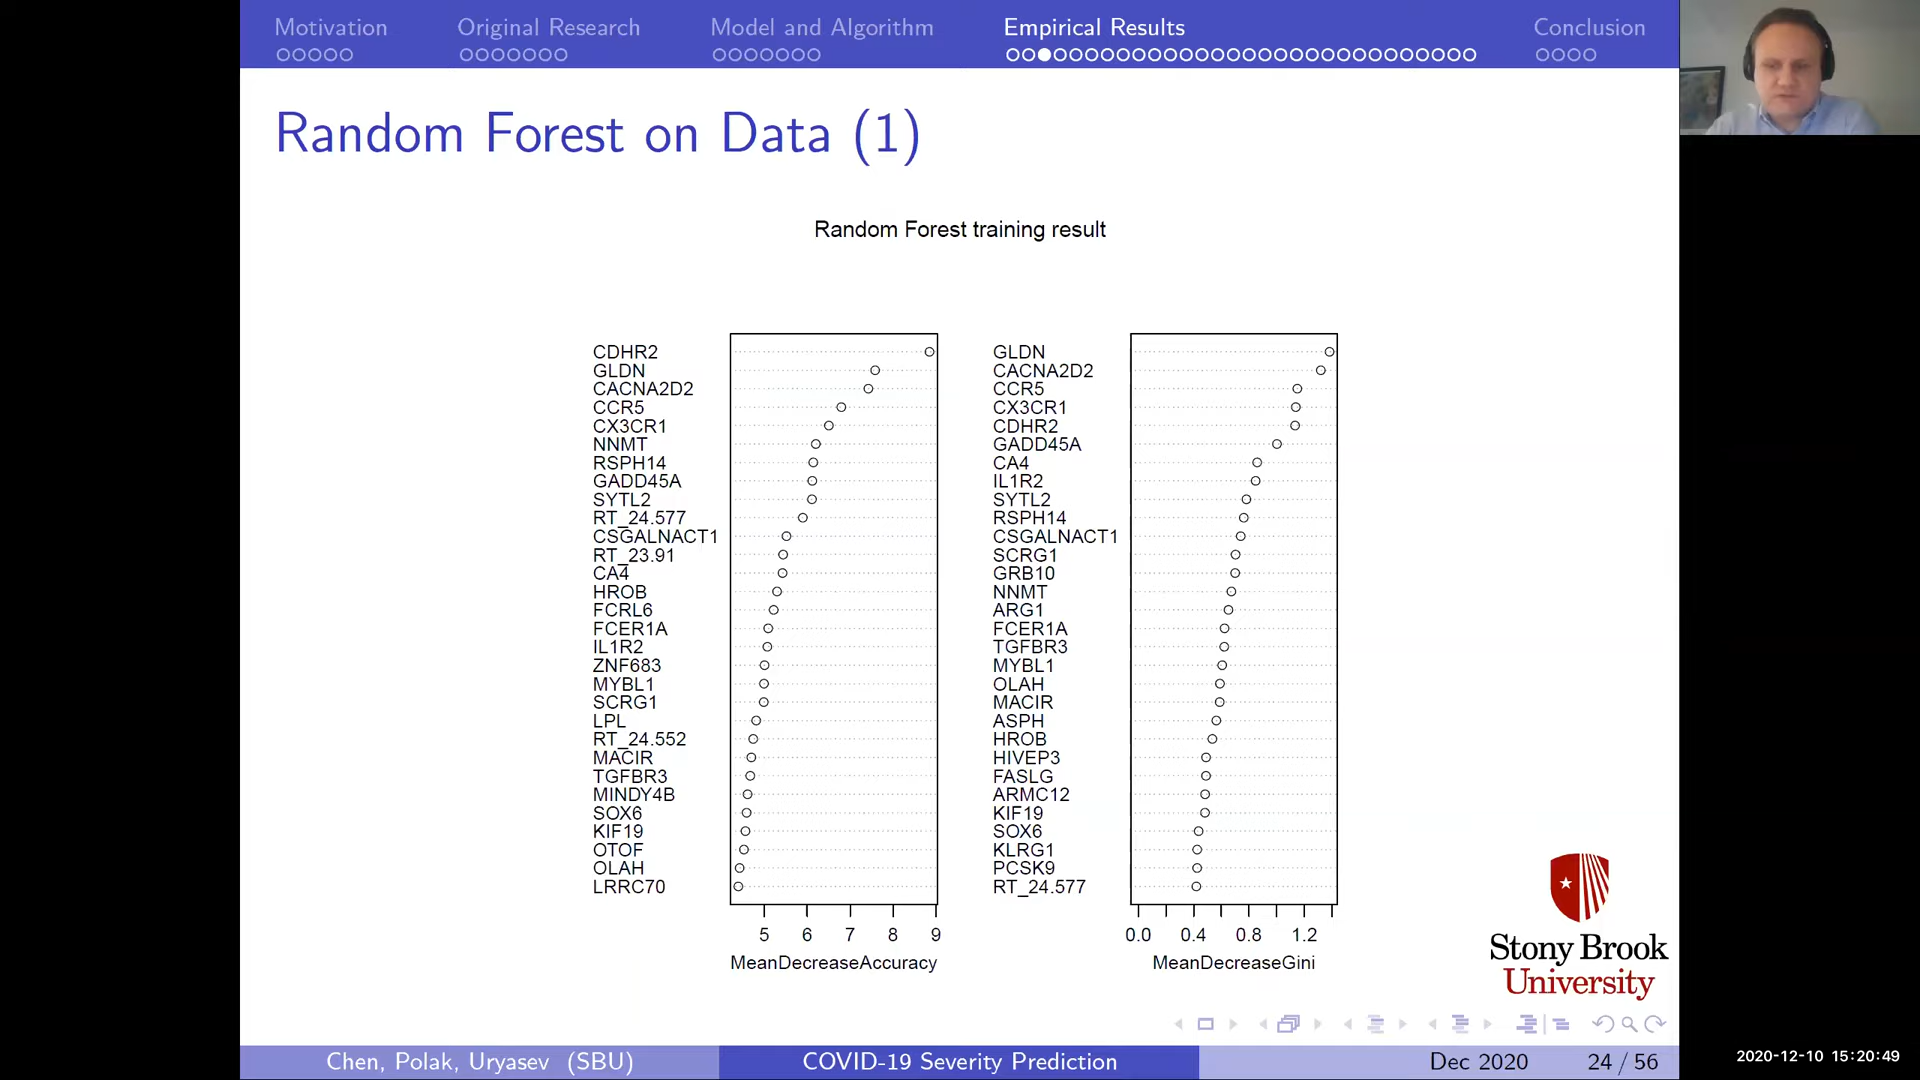 Motivation
Original Research
Model and Algorithm
Empirical Results
Conclusion
Random Forest on Data (1)
Random Forest training result
CDHR2
GLDN
CACNA2D2
CCR5
CX3CR1
NNMT
RSPH14
GADD45A
SYTL2
RT_24.577
CSGALNACT1
RT_23.91
CA4
HROB
FCRL6
FCER1A
IL1R2
ZNF683
MYBL1
SCRG1
LPL
RT_24.552
MACIR
TGFBR3
MINDY4B
SOX6
KIF19
OTOF
OLAH
LRRC70
5 6 7 8 9
MeanDecreaseAccuracy
GLDN
CACNA2D2
CCR5
CX3CR1
CDHR2
GADD45A
CA4
IL1R2
SYTL2
RSPH14
CSGALNACT1
SCRG1
GRB10
NNMT
ARG1
FCER1A
TGFBR3
MYBL1
OLAH
MACIR
ASPH
HROB
HIVEP3
FASLG
ARMC12
KIF19
SOX6
KLRG1
PCSK9
RT_24.577
0.0 0.4 0.8 1.2
MeanDecreaseGini
Stony Brook
University
Chen, Polak, Uryasev (SBU)
COVID-19 Severity Prediction
Dec 2020
24 / 56
2020-12-10 15:20:49